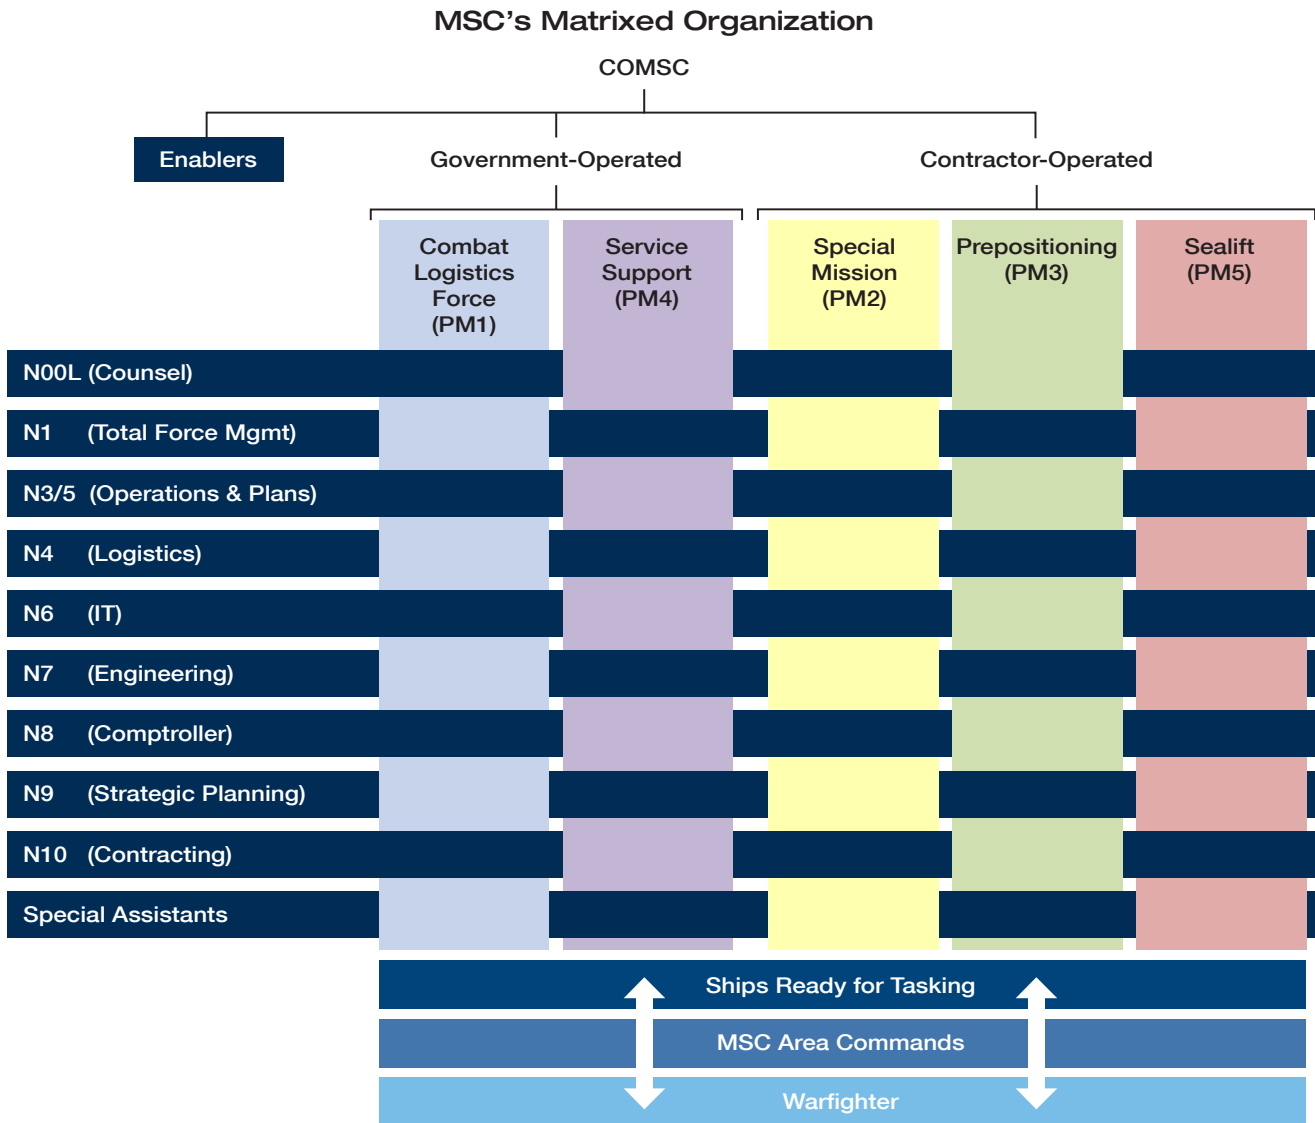 MSC’s Matrixed Organization
COMSC
Enablers
Government-Operated
Contractor-Operated
Combat
Logistics
Force
(PM1)
Service
Support
(PM4)
Special
Mission
(PM2)
Prepositioning
(PM3)
Sealift
(PM5)
N00L (Counsel)
N1 (Total Force Mgmt)
N3/5 (Operations & Plans)
N4 (Logistics)
N6 (IT)
N7 (Engineering)
N8 (Comptroller)
N9 (Strategic Planning)
N10 (Contracting)
Special Assistants
Ships Ready for Tasking
MSC Area Commands
Warfighter